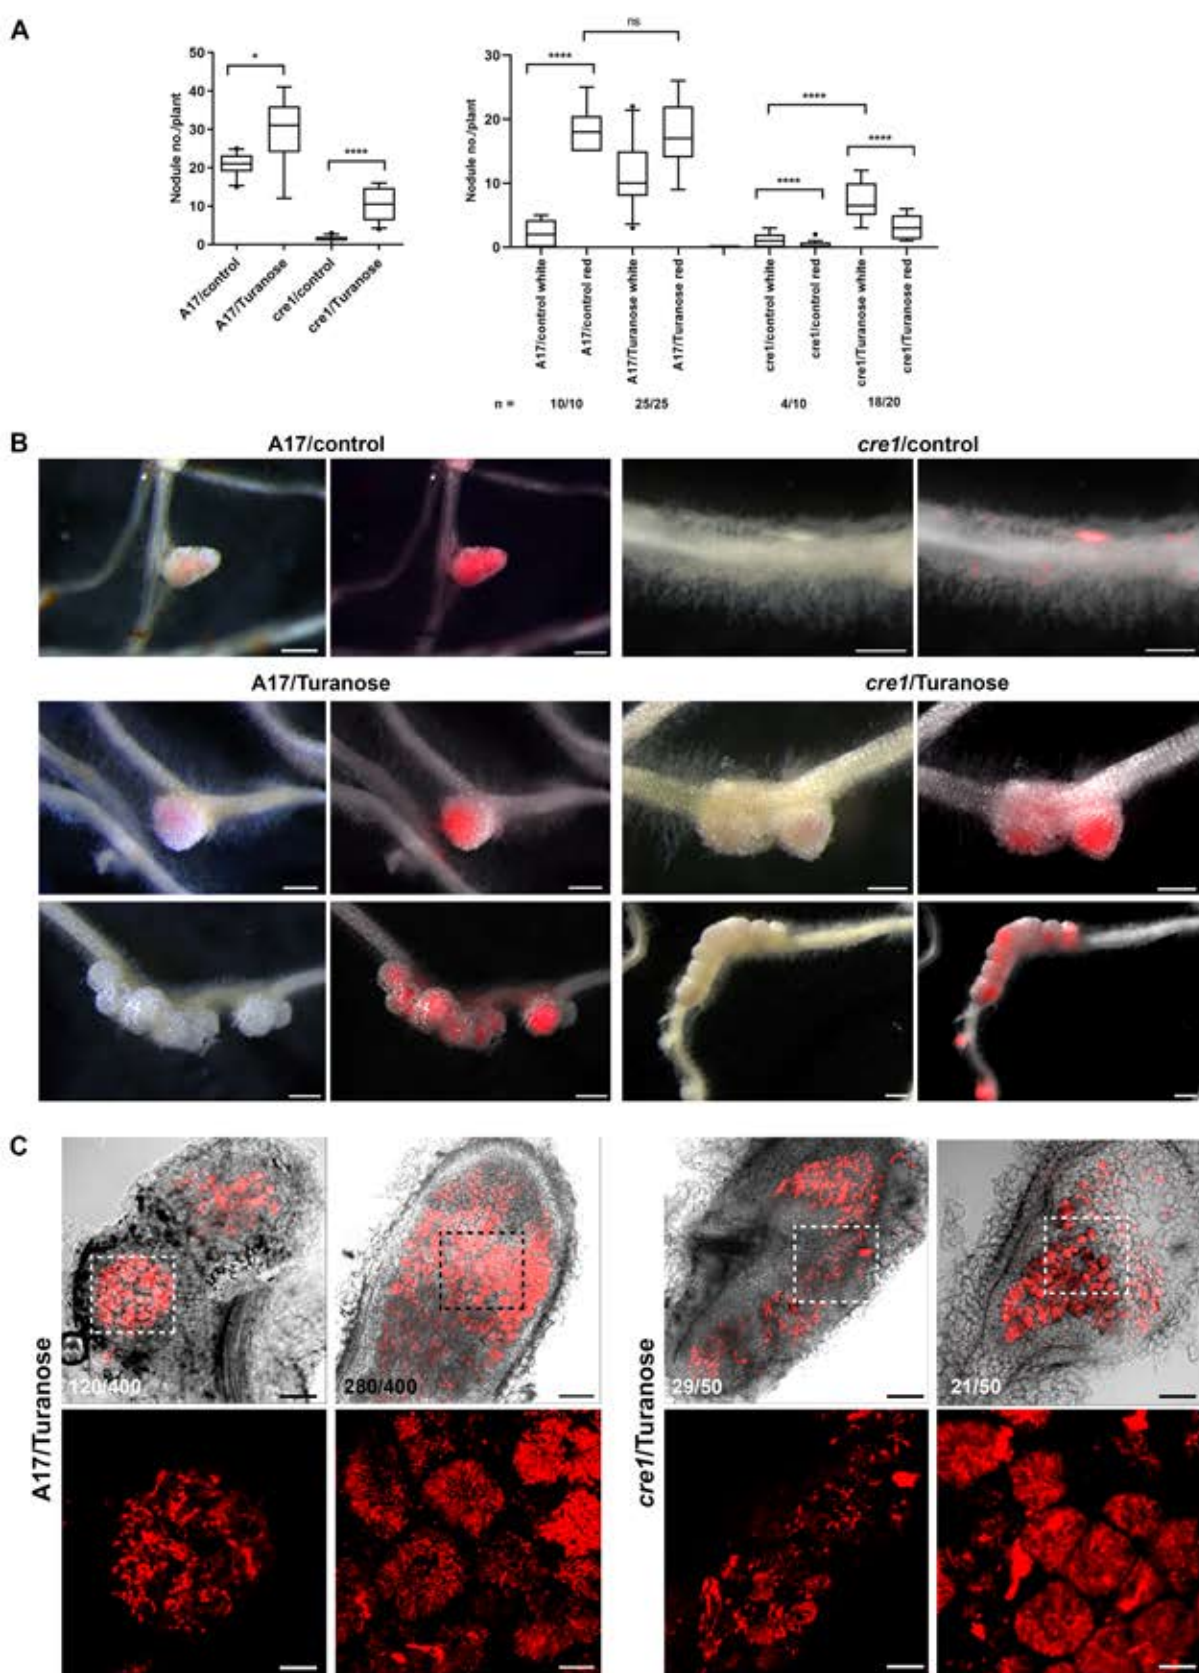 A
ns
****
*
****
****
****
****
Nodule no./plant
50
40
30
20
10
0
A17/control
A17/Turanose
cre1/control
cre1/Turanose
Nodule no./plant
30
20
10
0
A17/control white
A17/control red
A17/Turanose white
A17/Turanose red
cre1/control white
cre1/control red
cre1/Turanose white
cre1/Turanose red
n = 10/10 25/25 4/10 18/20
B
A17/control cre1/control
A17/Turanose cre1/Turanose
C
A17/Turanose
120/400 280/400
cre1/Turanose
29/50 21/50